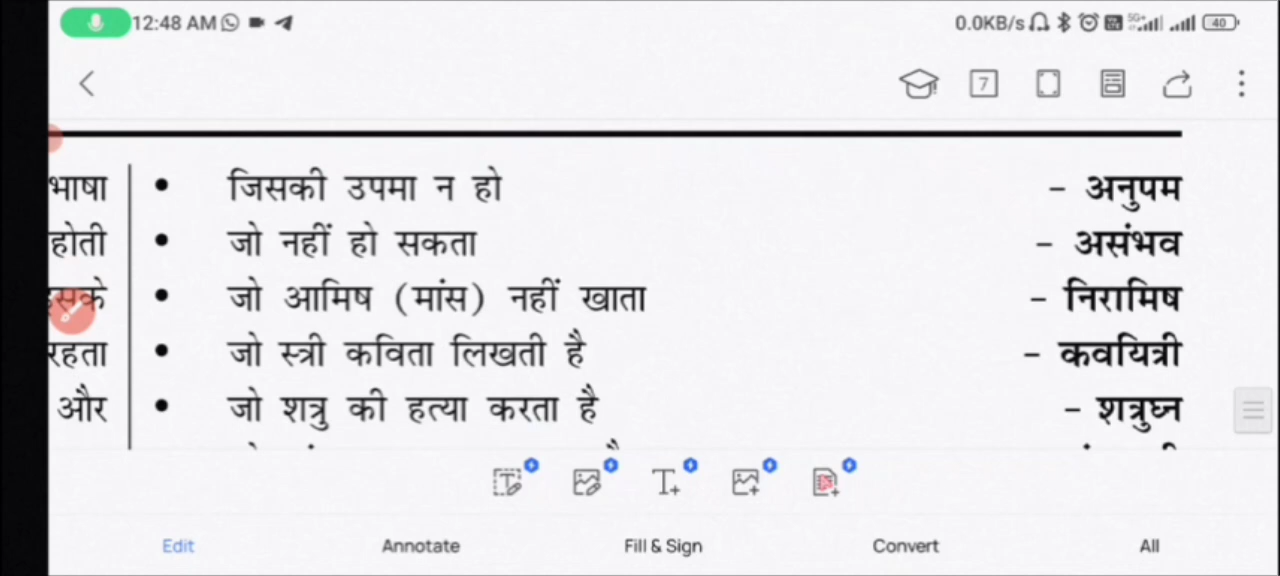 12:48 AM
0.0KB/s 5G+ 40
7
भाषा
होती
रहता
और
• जिसकी उपमा न हो – अनुपम
• जो नहीं हो सकता – असंभव
• जो आमिष (मांस) नहीं खाता – निरामिष
• जो स्त्री कविता लिखती है – कवयित्री
• जो शत्रु की हत्या करता है – शत्रुघ्न
Edit Annotate Fill & Sign Convert All